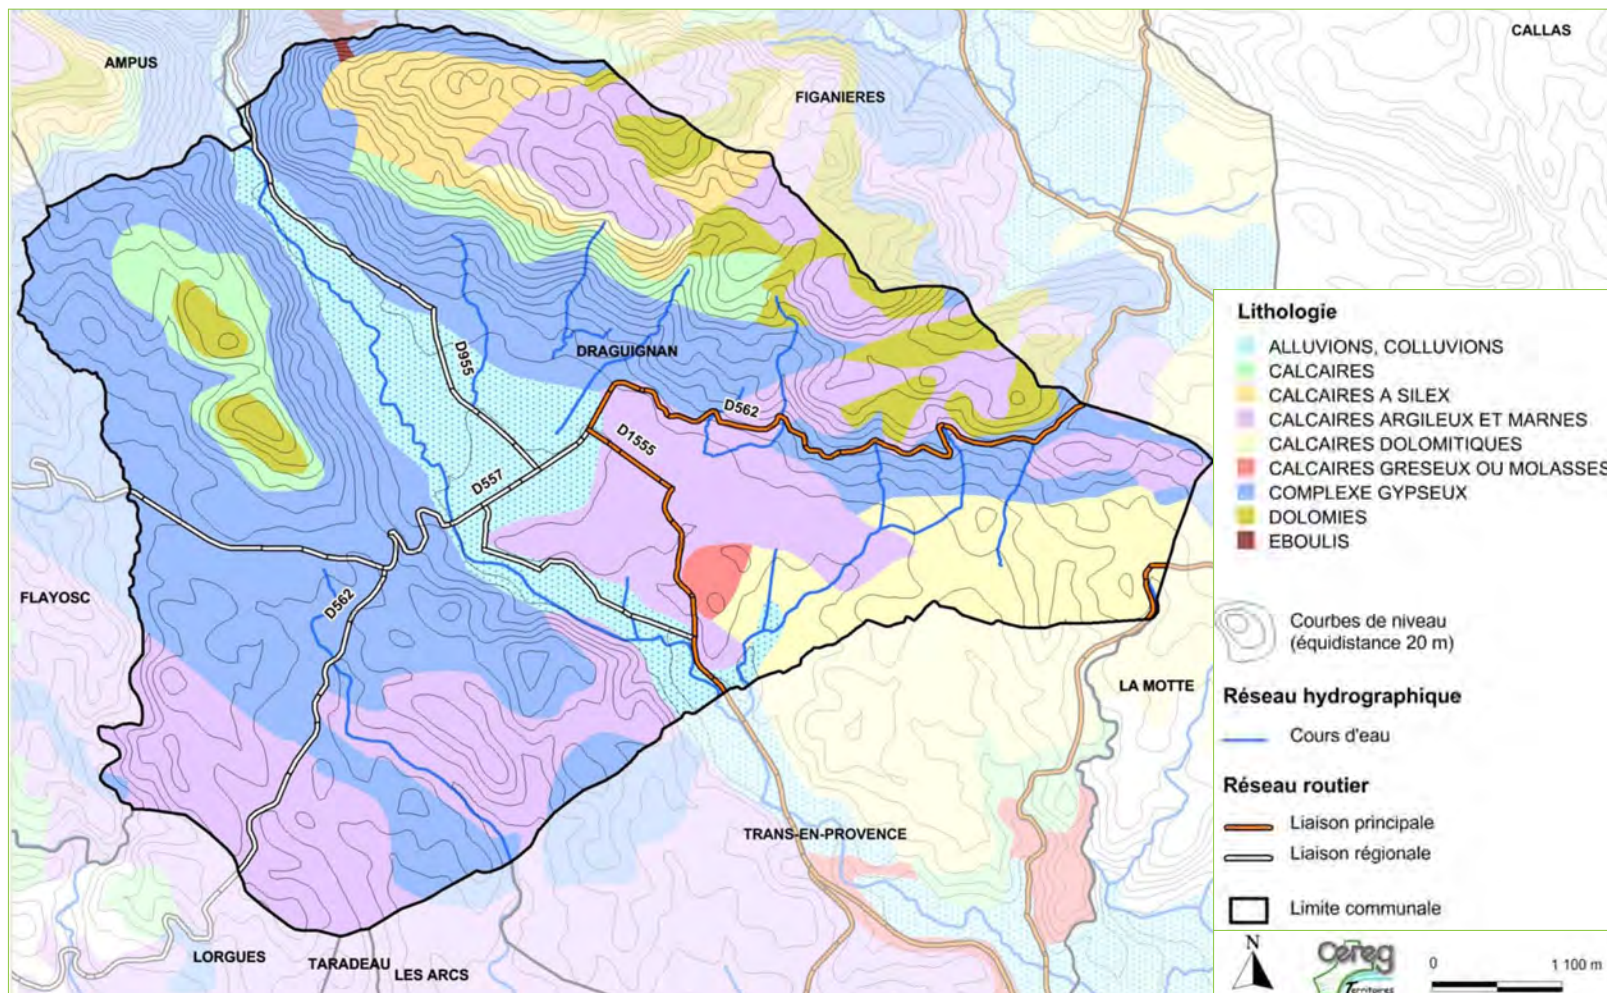 CALLAS
AMPUS
FIGANIERES
D955
DRAGUIGNAN
D562
D1555
D557
FLAYOSC
D562
LA MOTTE
TRANS-EN-PROVENCE
LORGUES
TARADEAU
LES ARCS
Lithologie
ALLUVIONS, COLLUVIONS
CALCAIRES
CALCAIRES A SILEX
CALCAIRES ARGILEUX ET MARNES
CALCAIRES DOLOMITIQUES
CALCAIRES GRESEUX OU MOLASSES
COMPLEXE GYPSEUX
DOLOMIES
EBOULIS
Courbes de niveau
(équidistance 20 m)
Réseau hydrographique
Cours d'eau
Réseau routier
Liaison principale
Liaison régionale
Limite communale
N
Cereg
Territoires
0 1 100 m